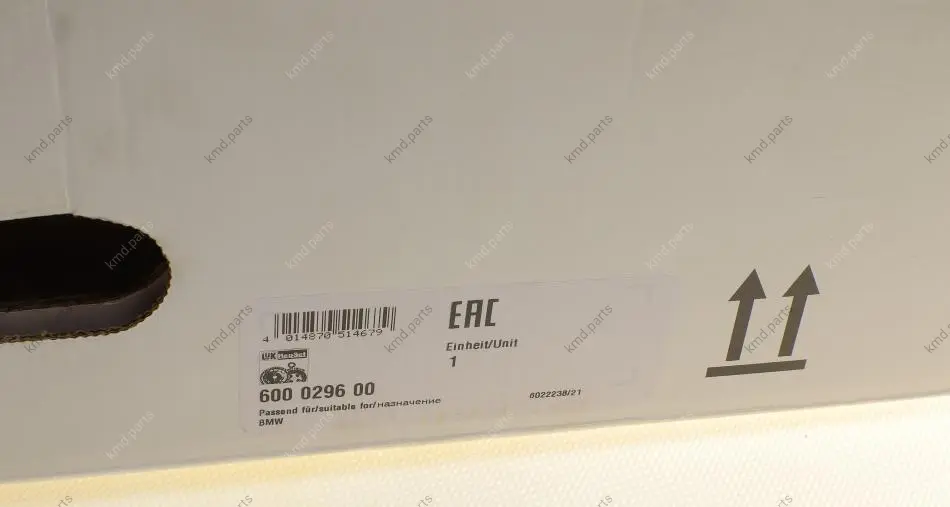 4 014870 514679
EAC
LUK
RepSet
Einheit/Unit
1
600 0296 00
6022238/21
Passend für/suitable for/назначение
BMW
kmd.parts